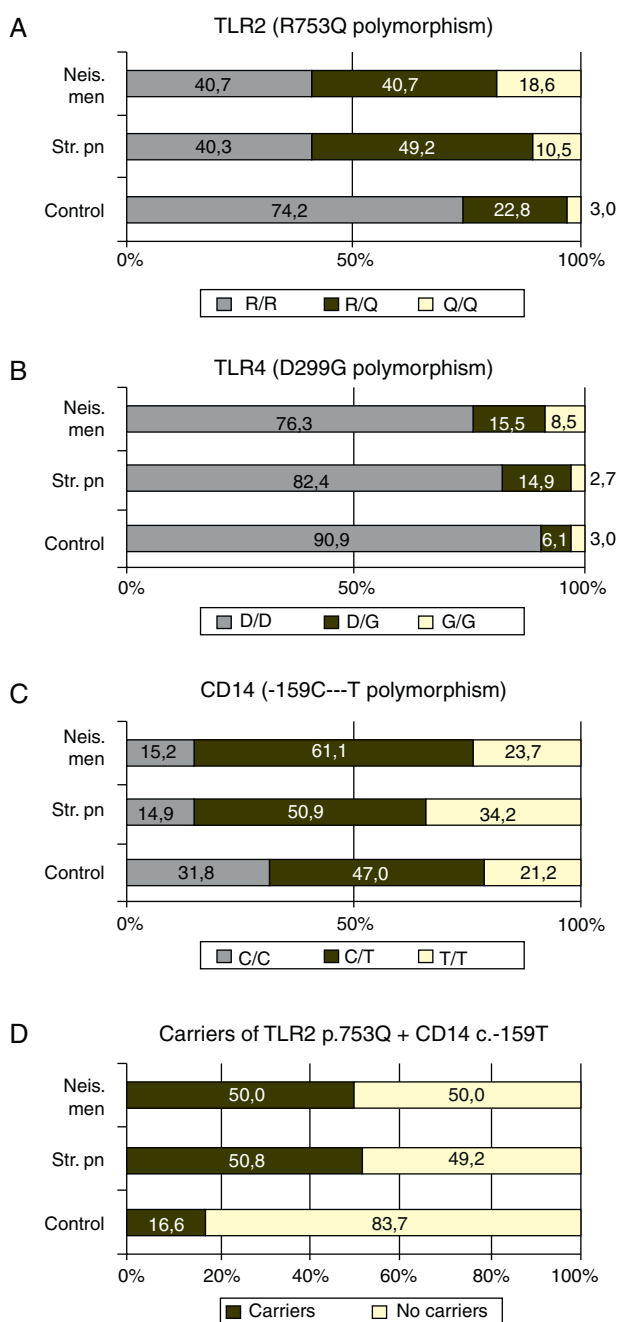 A
TLR2 (R753Q polymorphism)
Neis.
men
40,7 40,7 18,6
Str. pn
40,3 49,2 10,5
Control
74,2 22,8 3,0
0% 50% 100%
R/R R/Q Q/Q
B
TLR4 (D299G polymorphism)
Neis.
men
76,3 15,5 8,5
Str. pn
82,4 14,9 2,7
Control
90,9 6,1 3,0
0% 50% 100%
D/D D/G G/G
C
CD14 (-159C---T polymorphism)
Neis.
men
15,2 61,1 23,7
Str. pn
14,9 50,9 34,2
Control
31,8 47,0 21,2
0% 50% 100%
C/C C/T T/T
D
Carriers of TLR2 p.753Q + CD14 c.-159T
Neis.
men
50,0 50,0
Str. pn
50,8 49,2
Control
16,6 83,7
0% 20% 40% 60% 80% 100%
Carriers No carriers